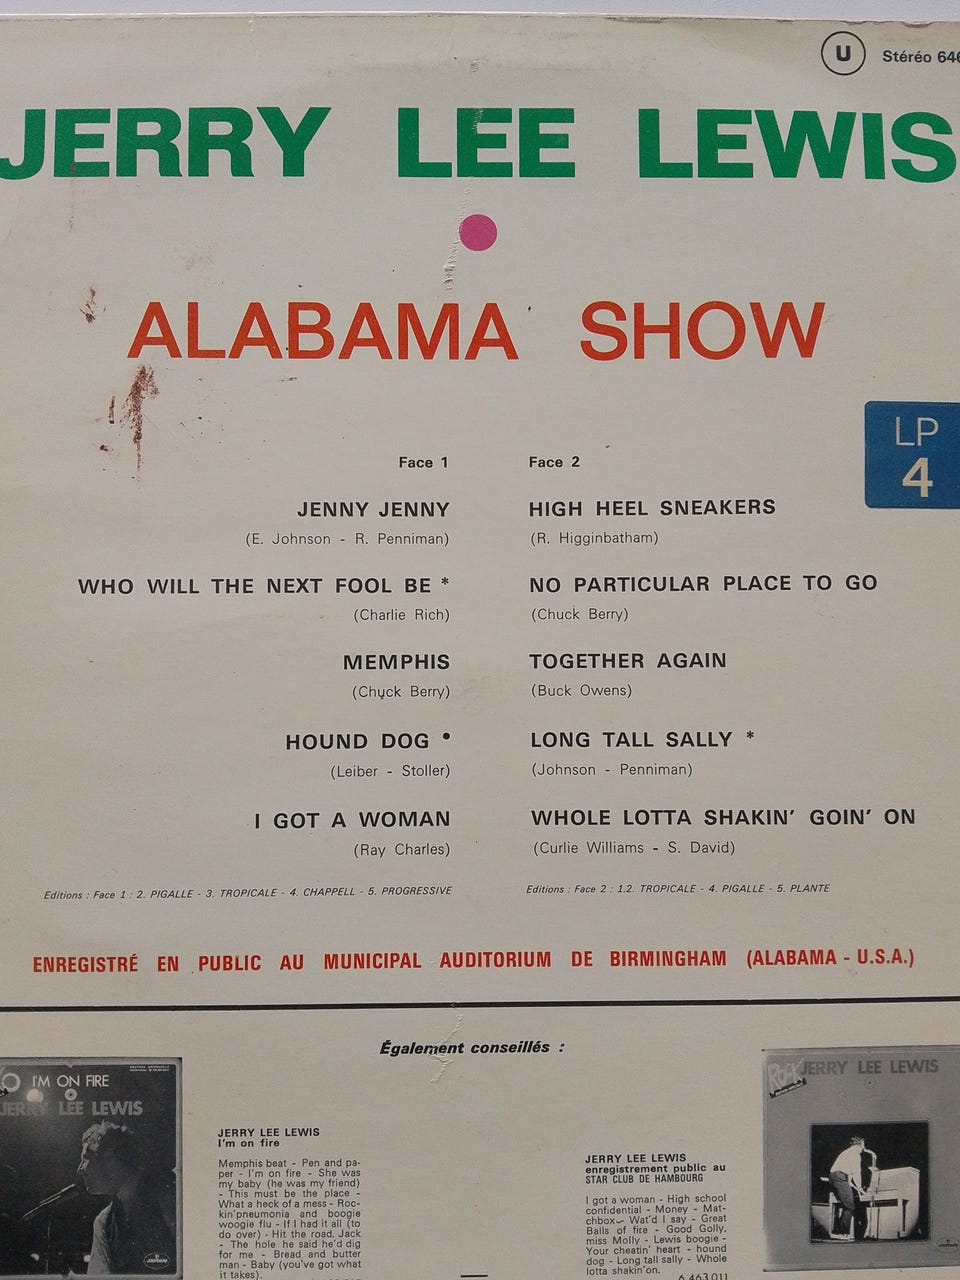 U Stéréo 646
JERRY LEE LEWIS
ALABAMA SHOW
LP
4
Face 1
JENNY JENNY
(E. Johnson - R. Penniman)
WHO WILL THE NEXT FOOL BE *
(Charlie Rich)
MEMPHIS
(Chuck Berry)
HOUND DOG •
(Leiber - Stoller)
I GOT A WOMAN
(Ray Charles)
Editions : Face 1 : 2. PIGALLE - 3. TROPICALE - 4. CHAPPELL - 5. PROGRESSIVE
Face 2
HIGH HEEL SNEAKERS
(R. Higginbatham)
NO PARTICULAR PLACE TO GO
(Chuck Berry)
TOGETHER AGAIN
(Buck Owens)
LONG TALL SALLY *
(Johnson - Penniman)
WHOLE LOTTA SHAKIN' GOIN' ON
(Curlie Williams - S. David)
Editions : Face 2 : 1.2. TROPICALE - 4. PIGALLE - 5. PLANTE
ENREGISTRÉ EN PUBLIC AU MUNICIPAL AUDITORIUM DE BIRMINGHAM (ALABAMA - U.S.A.)
Également conseillés :
I'M ON FIRE
JERRY LEE LEWIS
JERRY LEE LEWIS
I'm on fire
Memphis beat - Pen and pa-
per - I'm on fire - She was
my baby (he was my friend)
- This must be the place -
What a heck of a mess - Roc-
kin'pneumonia and boogie
woogie flu - If I had it all (to
do over) - Hit the road, Jack
- The hole he said he'd dig
for me - Bread and butter
man - Baby (you've got what
it takes).
JERRY LEE LEWIS
enregistrement public au
STAR CLUB DE HAMBOURG
I got a woman - High school
confidential - Money - Mat-
chbox - Wat'd I say - Great
Balls of fire - Good Golly,
miss Molly - Lewis boogie -
Your cheatin' heart - hound
dog - Long tall sally - Whole
lotta shakin'on.
6 463 011
ROCK
JERRY LEE LEWIS